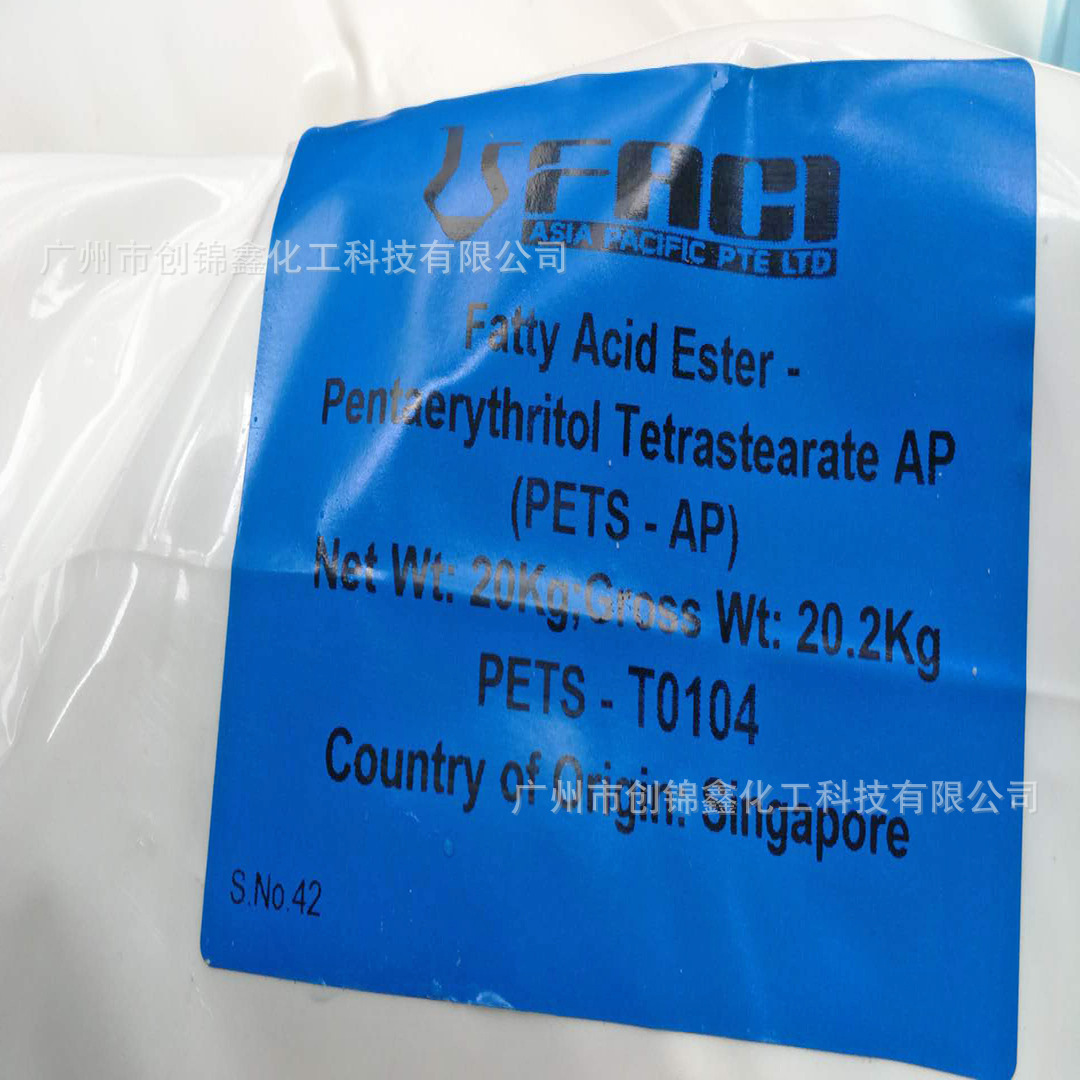 FACI
ASIA PACIFIC PTE LTD
广州市创锦鑫化工科技有限公司
Fatty Acid Ester -
Pentaerythritol Tetrastearate AP
(PETS - AP)
Net Wt: 20Kg;Gross Wt: 20.2Kg
PETS - T0104
Country of Origin: Singapore
广州市创锦鑫化工科技有限公司
S.No.42